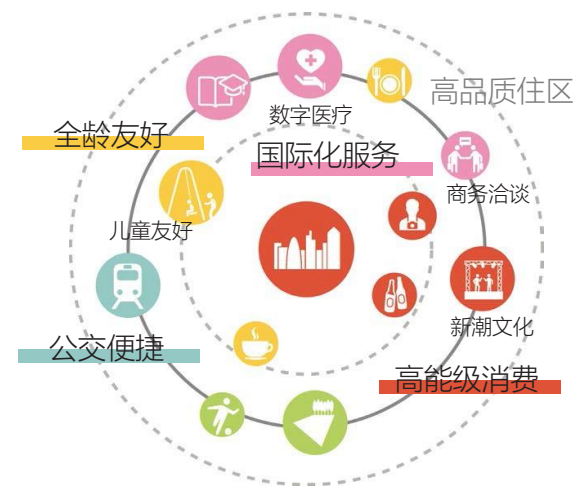 高品质住区
数字医疗
全龄友好
国际化服务
商务洽谈
儿童友好
新潮文化
公交便捷
高能级消费